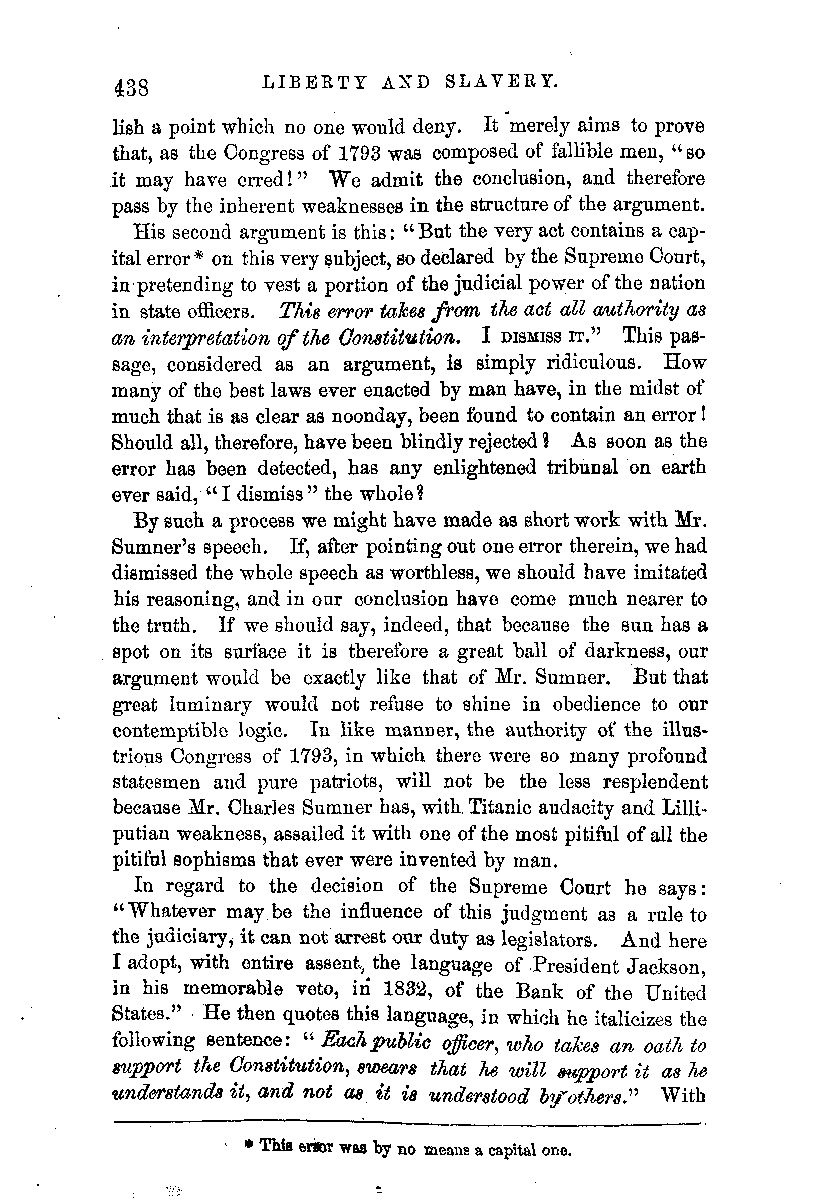 438 LIBERTY AND SLAVERY.
lish a point which no one would deny. It merely aims to prove
that, as the Congress of 1793 was composed of fallible men, "so
it may have erred!" We admit the conclusion, and therefore
pass by the inherent weaknesses in the structure of the argument.
His second argument is this: "But the very act contains a cap-
ital error* on this very subject, so declared by the Supreme Court,
in pretending to vest a portion of the judicial power of the nation
in state officers. This error takes from the act all authority as
an interpretation of the Constitution. I DISMISS IT." This pas-
sage, considered as an argument, is simply ridiculous. How
many of the best laws ever enacted by man have, in the midst of
much that is as clear as noonday, been found to contain an error!
Should all, therefore, have been blindly rejected? As soon as the
error has been detected, has any enlightened tribunal on earth
ever said, "I dismiss" the whole?
By such a process we might have made as short work with Mr.
Sumner's speech. If, after pointing out one error therein, we had
dismissed the whole speech as worthless, we should have imitated
his reasoning, and in our conclusion have come much nearer to
the truth. If we should say, indeed, that because the sun has a
spot on its surface it is therefore a great ball of darkness, our
argument would be exactly like that of Mr. Sumner. But that
great luminary would not refuse to shine in obedience to our
contemptible logic. In like manner, the authority of the illus-
trious Congress of 1793, in which there were so many profound
statesmen and pure patriots, will not be the less resplendent
because Mr. Charles Sumner has, with Titanic audacity and Lilli-
putian weakness, assailed it with one of the most pitiful of all the
pitiful sophisms that ever were invented by man.
In regard to the decision of the Supreme Court he says:
"Whatever may be the influence of this judgment as a rule to
the judiciary, it can not arrest our duty as legislators. And here
I adopt, with entire assent, the language of President Jackson,
in his memorable veto, in 1832, of the Bank of the United
States." He then quotes this language, in which he italicizes the
following sentence: "Each public officer, who takes an oath to
support the Constitution, swears that he will support it as he
understands it, and not as it is understood by others." With
* This error was by no means a capital one.